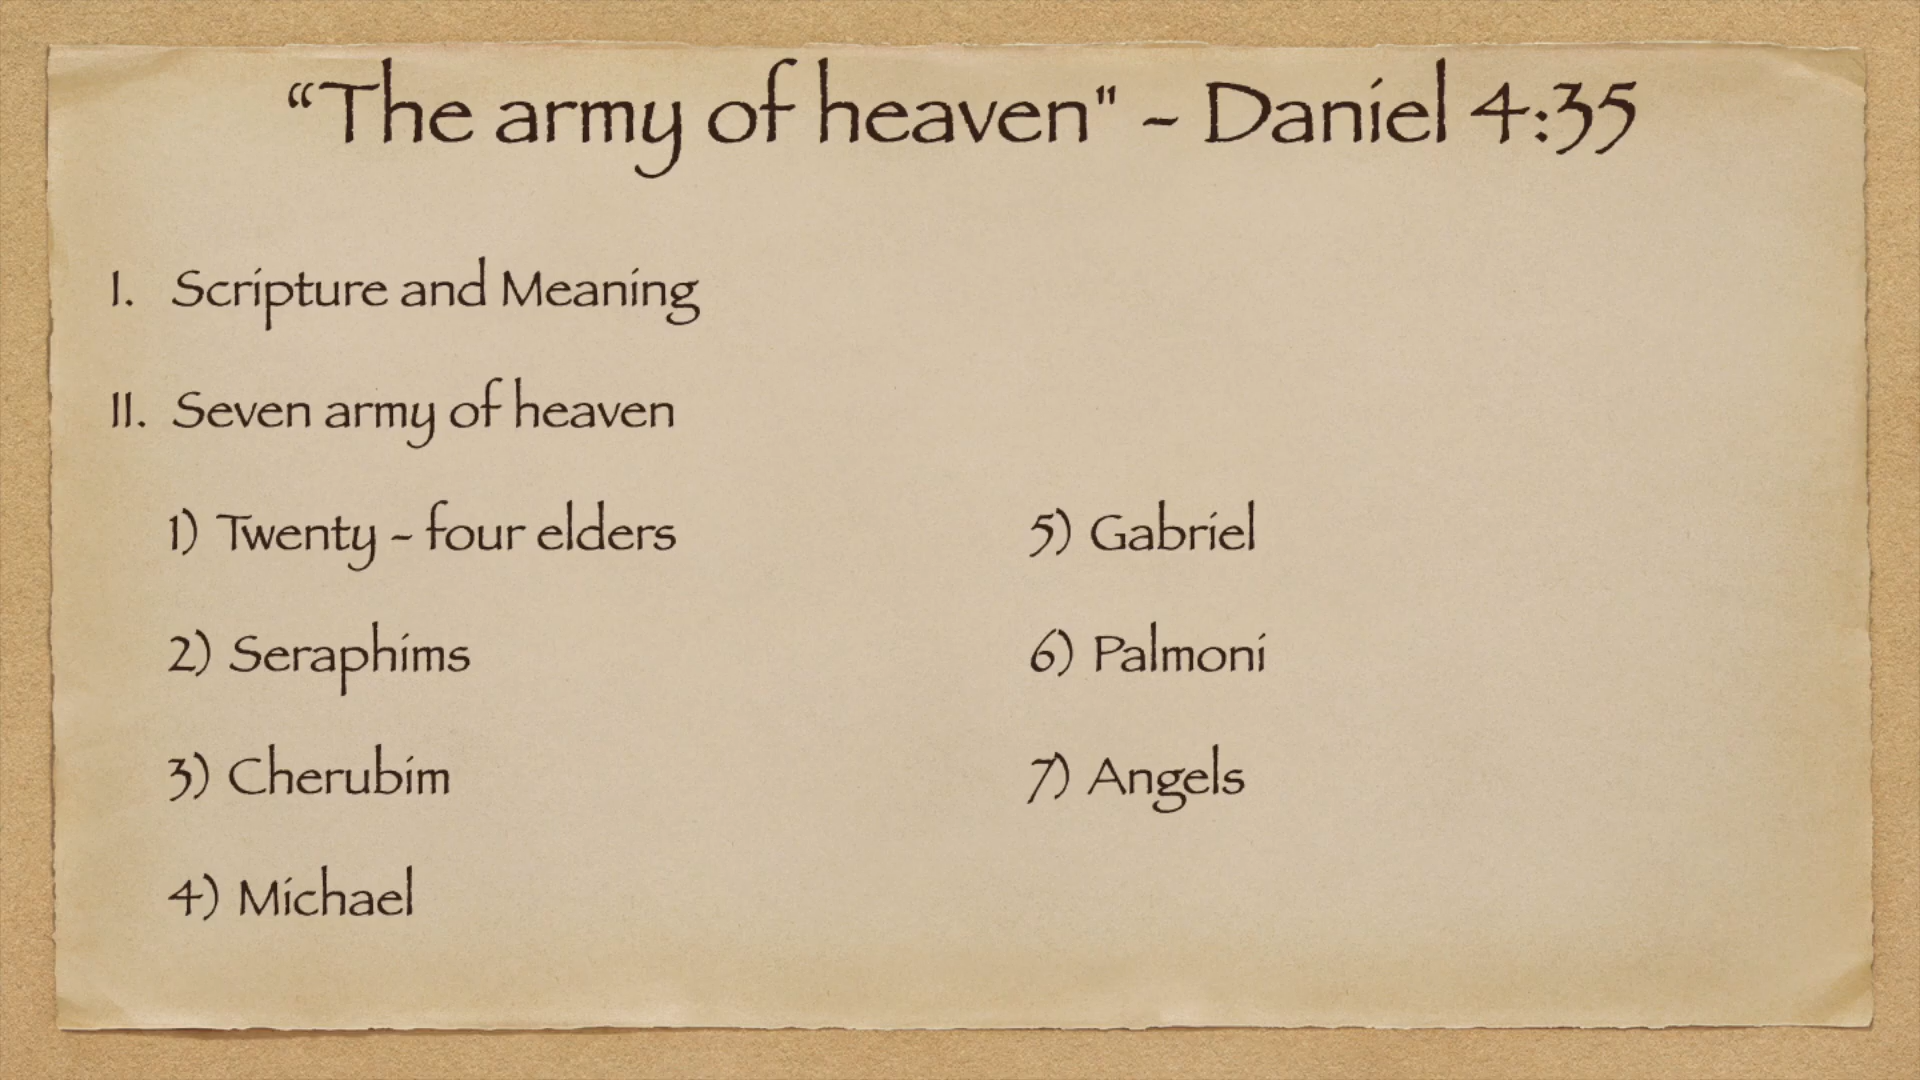 “The army of heaven" - Daniel 4:35
I. Scripture and Meaning
II. Seven army of heaven
1) Twenty - four elders
2) Seraphims
3) Cherubim
4) Michael
5) Gabriel
6) Palmoni
7) Angels